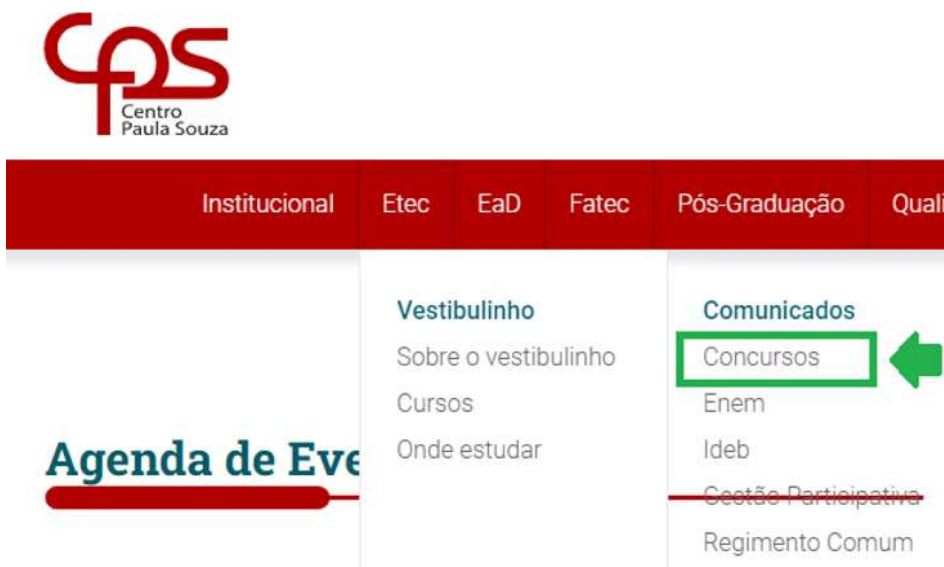 cps
Centro
Paula Souza
Institucional Etec EaD Fatec Pós-Graduação
Vestibulinho
Sobre o vestibulinho
Cursos
Onde estudar
Comunicados
Concursos
Enem
Ideb
Gestão Participativa
Regimento Comum
Agenda de